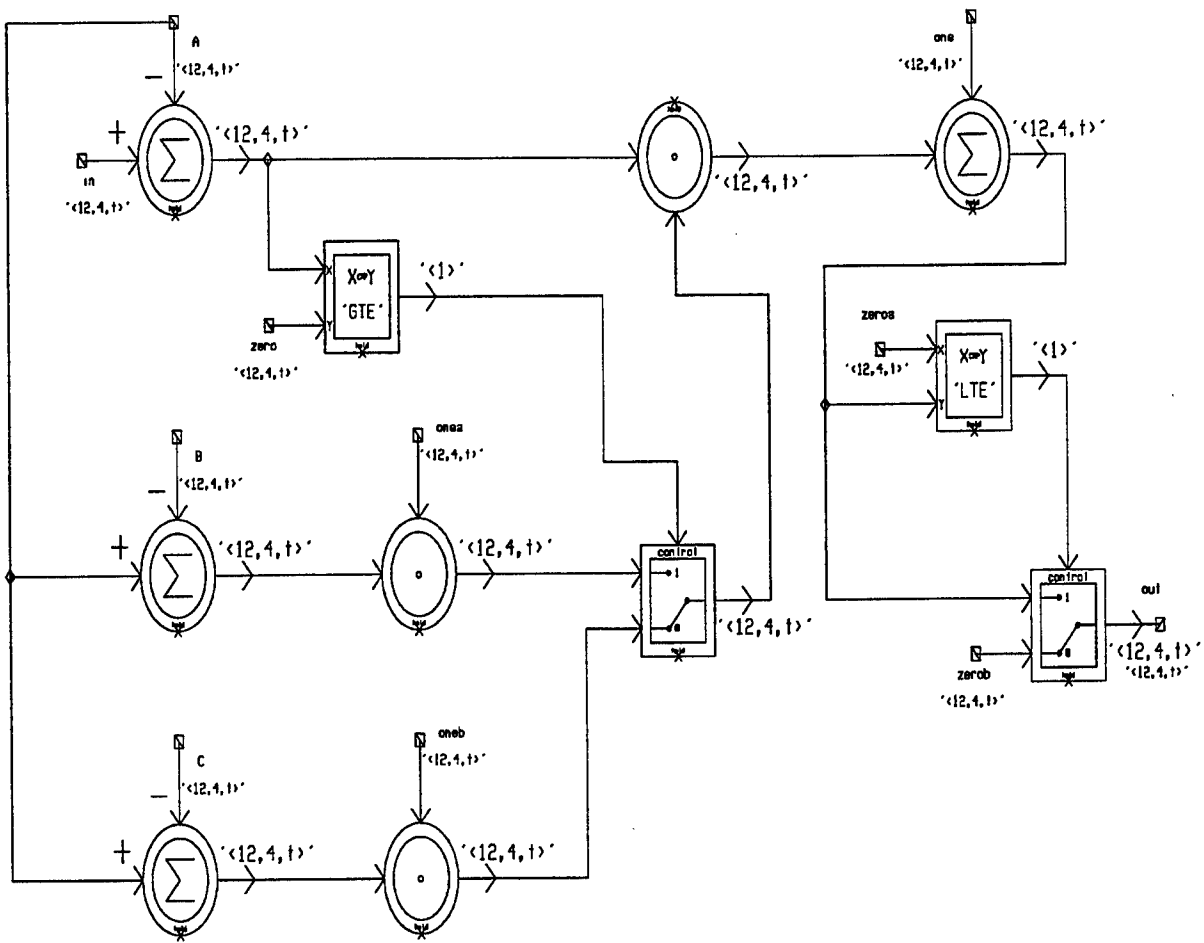 A
'<12,4,t>'
one
'<12,4,t>'
−
+
Σ
'<12,4,t>'
in
'<12,4,t>'
'<12,4,t>'
Σ
'<12,4,t>'
X
Y
X∞Y
'GTE'
'<1>'
zero
'<12,4,t>'
zeroa
'<12,4,t>'
X
Y
X∞Y
'LTE'
'<1>'
B
'<12,4,t>'
−
+
Σ
'<12,4,t>'
onea
'<12,4,t>'
'<12,4,t>'
control
1
0
'<12,4,t>'
control
1
0
out
'<12,4,t>'
'<12,4,t>'
zerob
'<12,4,t>'
C
'<12,4,t>'
−
+
Σ
'<12,4,t>'
oneb
'<12,4,t>'
'<12,4,t>'